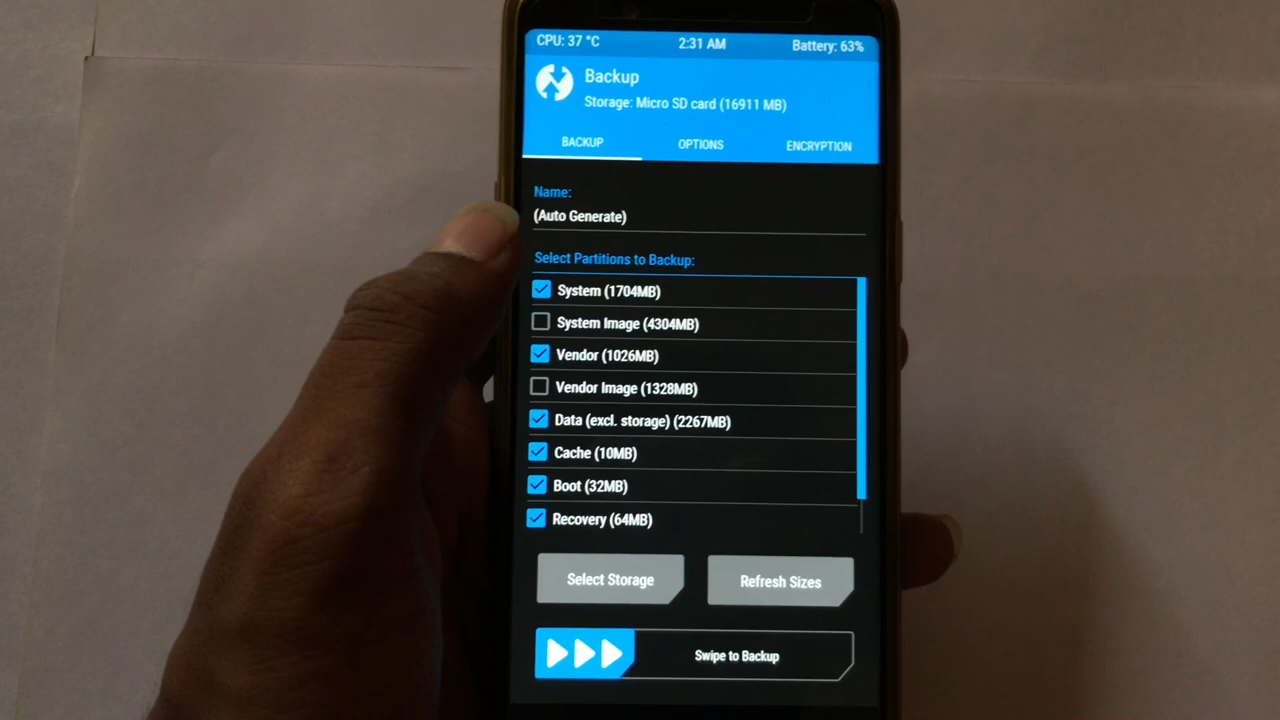 CPU: 37 °C 2:31 AM Battery: 63%
Backup
Storage: Micro SD card (16911 MB)
BACKUP OPTIONS ENCRYPTION
Name:
(Auto Generate)
Select Partitions to Backup:
System (1704MB)
System Image (4304MB)
Vendor (1026MB)
Vendor Image (1328MB)
Data (excl. storage) (2267MB)
Cache (10MB)
Boot (32MB)
Recovery (64MB)
Select Storage Refresh Sizes
Swipe to Backup